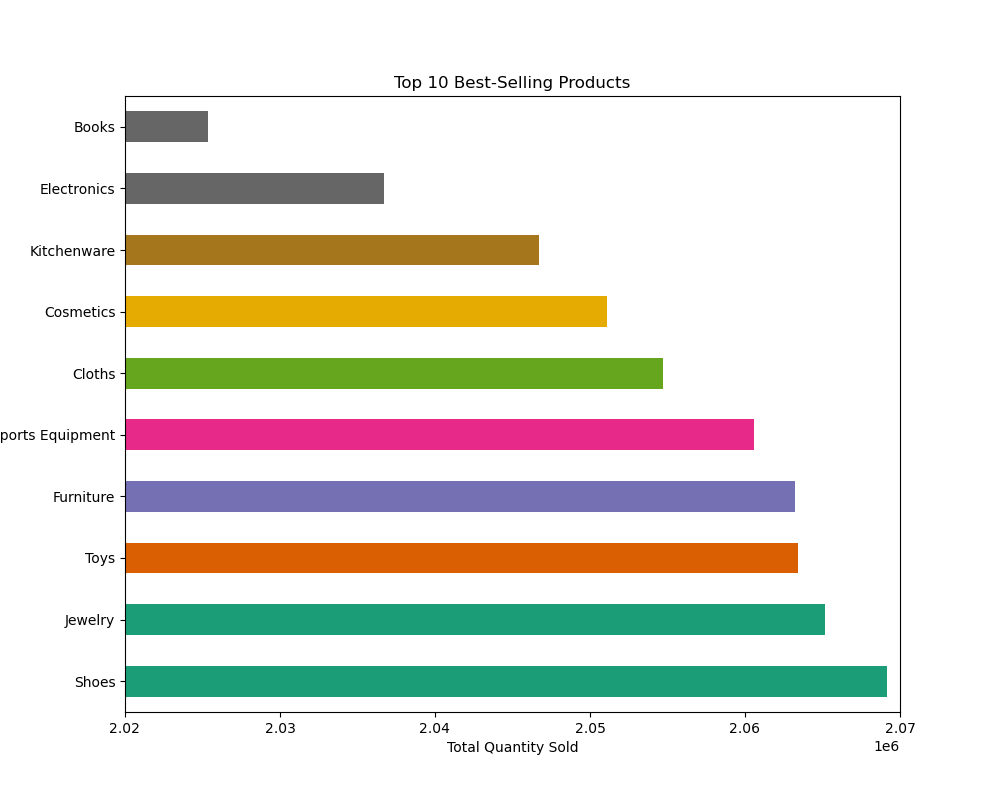 Top 10 Best-Selling Products
Books
Electronics
Kitchenware
Cosmetics
Cloths
ports Equipment
Furniture
Toys
Jewelry
Shoes
2.02 2.03 2.04 2.05 2.06 2.07
Total Quantity Sold 1e6